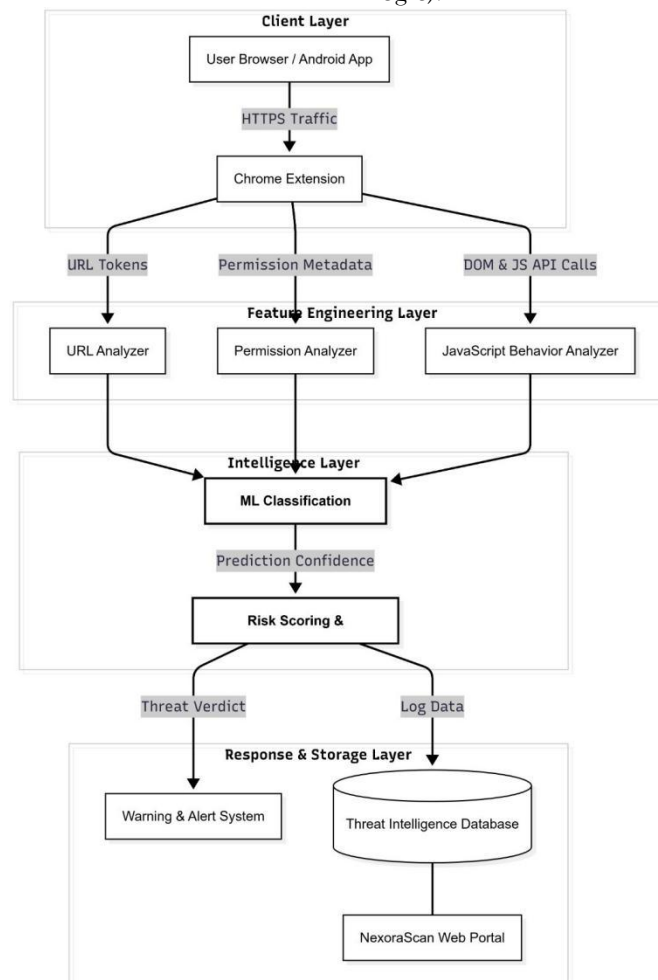 Client Layer
User Browser / Android App
HTTPS Traffic
Chrome Extension
URL Tokens
Permission Metadata
DOM & JS API Calls
Feature Engineering Layer
URL Analyzer
Permission Analyzer
JavaScript Behavior Analyzer
Intelligence Layer
ML Classification
Prediction Confidence
Risk Scoring &
Threat Verdict
Log Data
Response & Storage Layer
Warning & Alert System
Threat Intelligence Database
NexoraScan Web Portal